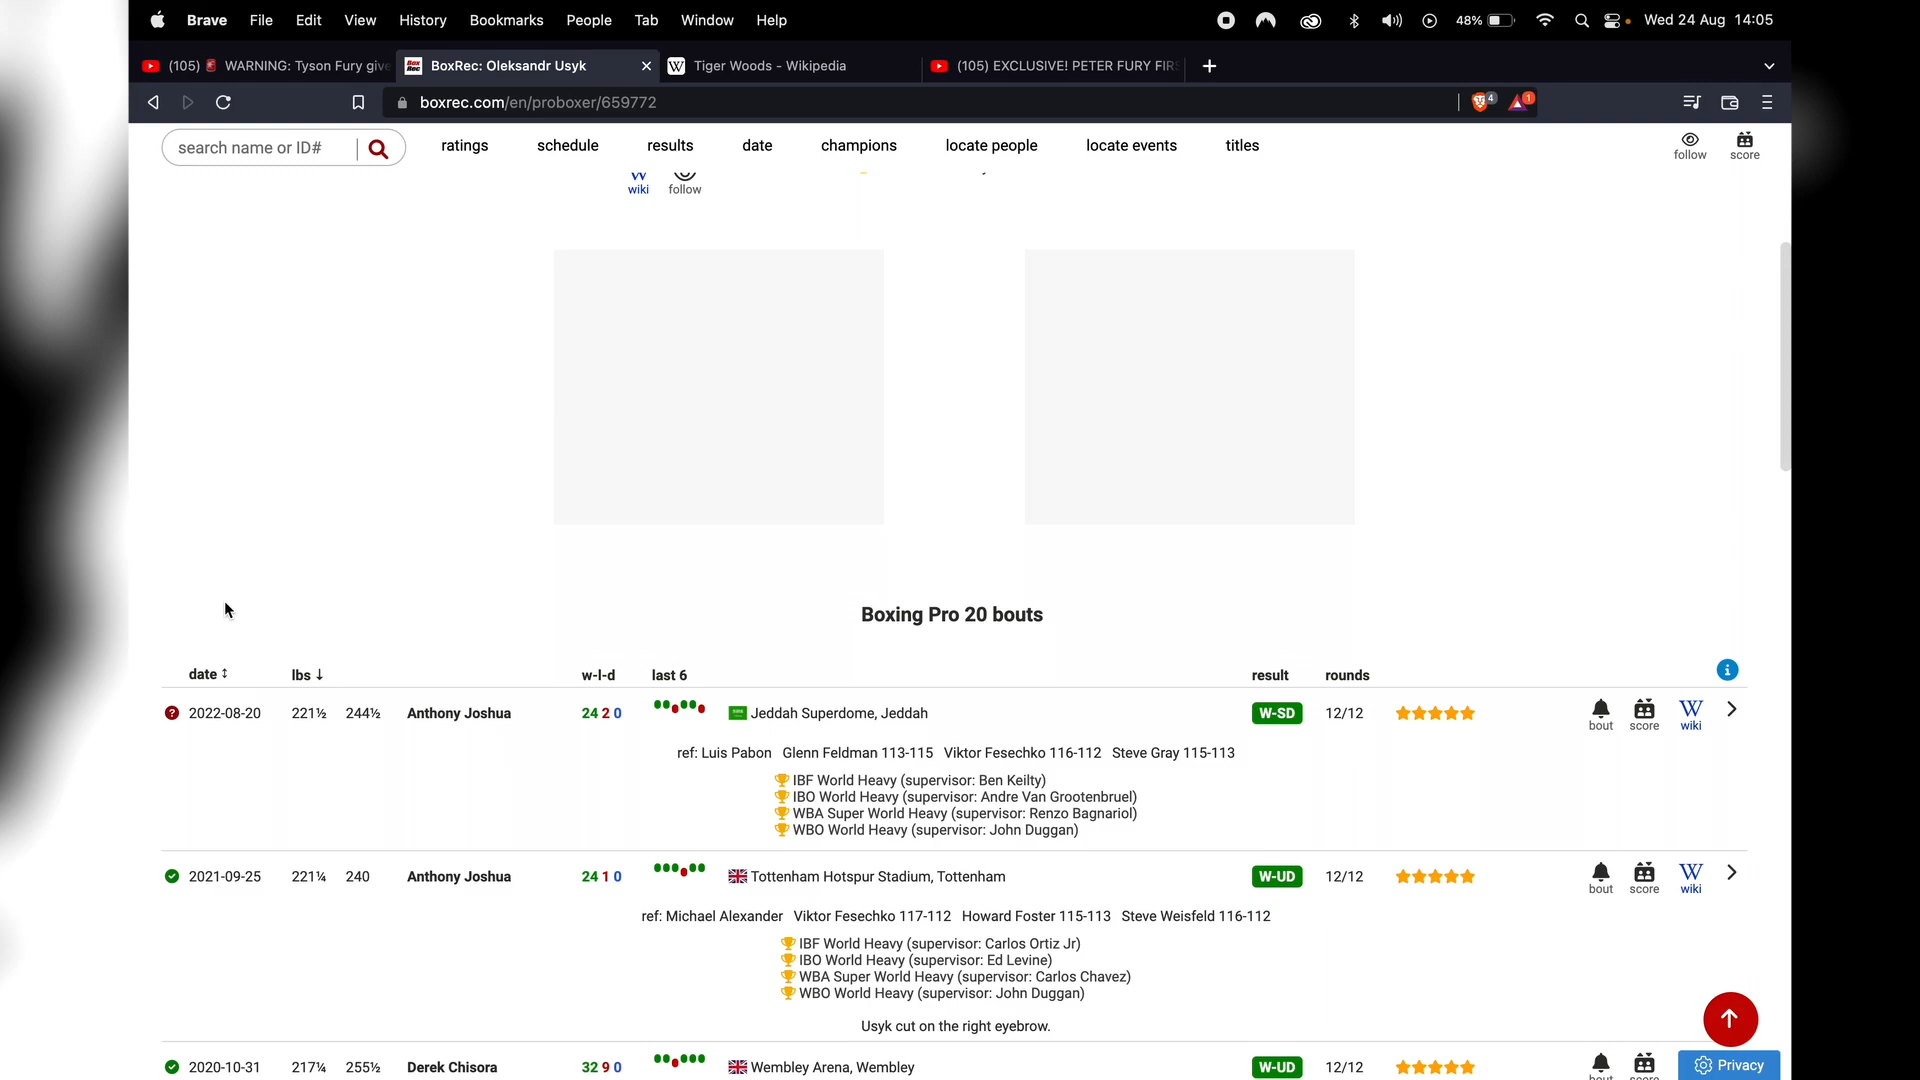 Brave File Edit View History Bookmarks People Tab Window Help 48% Wed 24 Aug 14:05
(105) WARNING: Tyson Fury give BoxRec: Oleksandr Usyk Tiger Woods - Wikipedia (105) EXCLUSIVE! PETER FURY FIRS
boxrec.com/en/proboxer/659772 4 1
search name or ID# ratings schedule results date champions locate people locate events titles follow score
wiki follow
Boxing Pro 20 bouts
date lbs w-l-d last 6 result rounds
2022-08-20 221½ 244½ Anthony Joshua 24 2 0 Jeddah Superdome, Jeddah W-SD 12/12 bout score wiki
ref: Luis Pabon Glenn Feldman 113-115 Viktor Fesechko 116-112 Steve Gray 115-113
IBF World Heavy (supervisor: Ben Keilty)
IBO World Heavy (supervisor: Andre Van Grootenbruel)
WBA Super World Heavy (supervisor: Renzo Bagnariol)
WBO World Heavy (supervisor: John Duggan)
2021-09-25 221¼ 240 Anthony Joshua 24 1 0 Tottenham Hotspur Stadium, Tottenham W-UD 12/12 bout score wiki
ref: Michael Alexander Viktor Fesechko 117-112 Howard Foster 115-113 Steve Weisfeld 116-112
IBF World Heavy (supervisor: Carlos Ortiz Jr)
IBO World Heavy (supervisor: Ed Levine)
WBA Super World Heavy (supervisor: Carlos Chavez)
WBO World Heavy (supervisor: John Duggan)
Usyk cut on the right eyebrow.
2020-10-31 217¼ 255½ Derek Chisora 32 9 0 Wembley Arena, Wembley W-UD 12/12 bout score Privacy